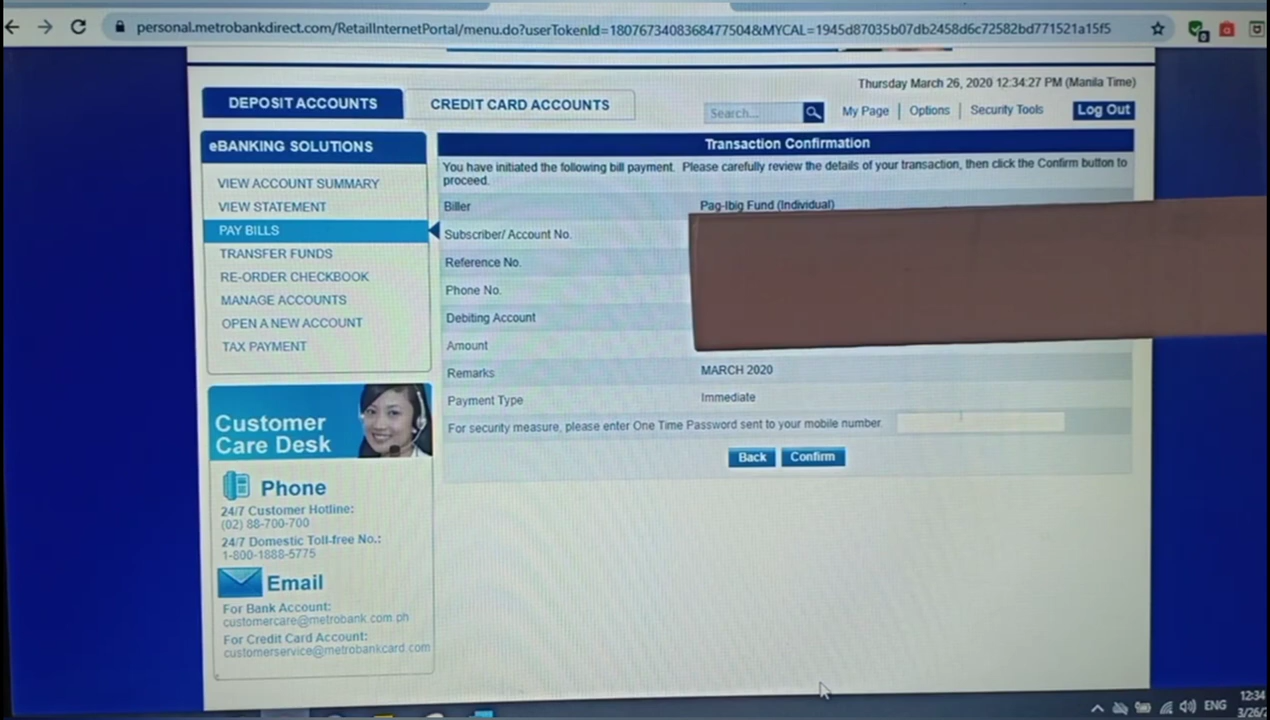 personal.metrobankdirect.com/RetailInternetPortal/menu.do?userTokenId=18076734083684775048&MYCAL=1945d87035b07db2458d6c72582bd771521a15f5
Thursday March 26, 2020 12:34:27 PM (Manila Time)
DEPOSIT ACCOUNTS
CREDIT CARD ACCOUNTS
Search...
My Page | Options | Security Tools
Log Out
eBANKING SOLUTIONS
VIEW ACCOUNT SUMMARY
VIEW STATEMENT
PAY BILLS
TRANSFER FUNDS
RE-ORDER CHECKBOOK
MANAGE ACCOUNTS
OPEN A NEW ACCOUNT
TAX PAYMENT
Transaction Confirmation
You have initiated the following bill payment. Please carefully review the details of your transaction, then click the Confirm button to
proceed.
Biller Pag-Ibig Fund (Individual)
Subscriber/ Account No.
Reference No.
Phone No.
Debiting Account
Amount
Remarks MARCH 2020
Payment Type Immediate
For security measure, please enter One Time Password sent to your mobile number.
Back Confirm
Customer
Care Desk
Phone
24/7 Customer Hotline:
(02) 88-700-700
24/7 Domestic Toll-free No.:
1-800-1888-5775
Email
For Bank Account:
customercare@metrobank.com.ph
For Credit Card Account:
customerservice@metrobankcard.com
ENG
12:34